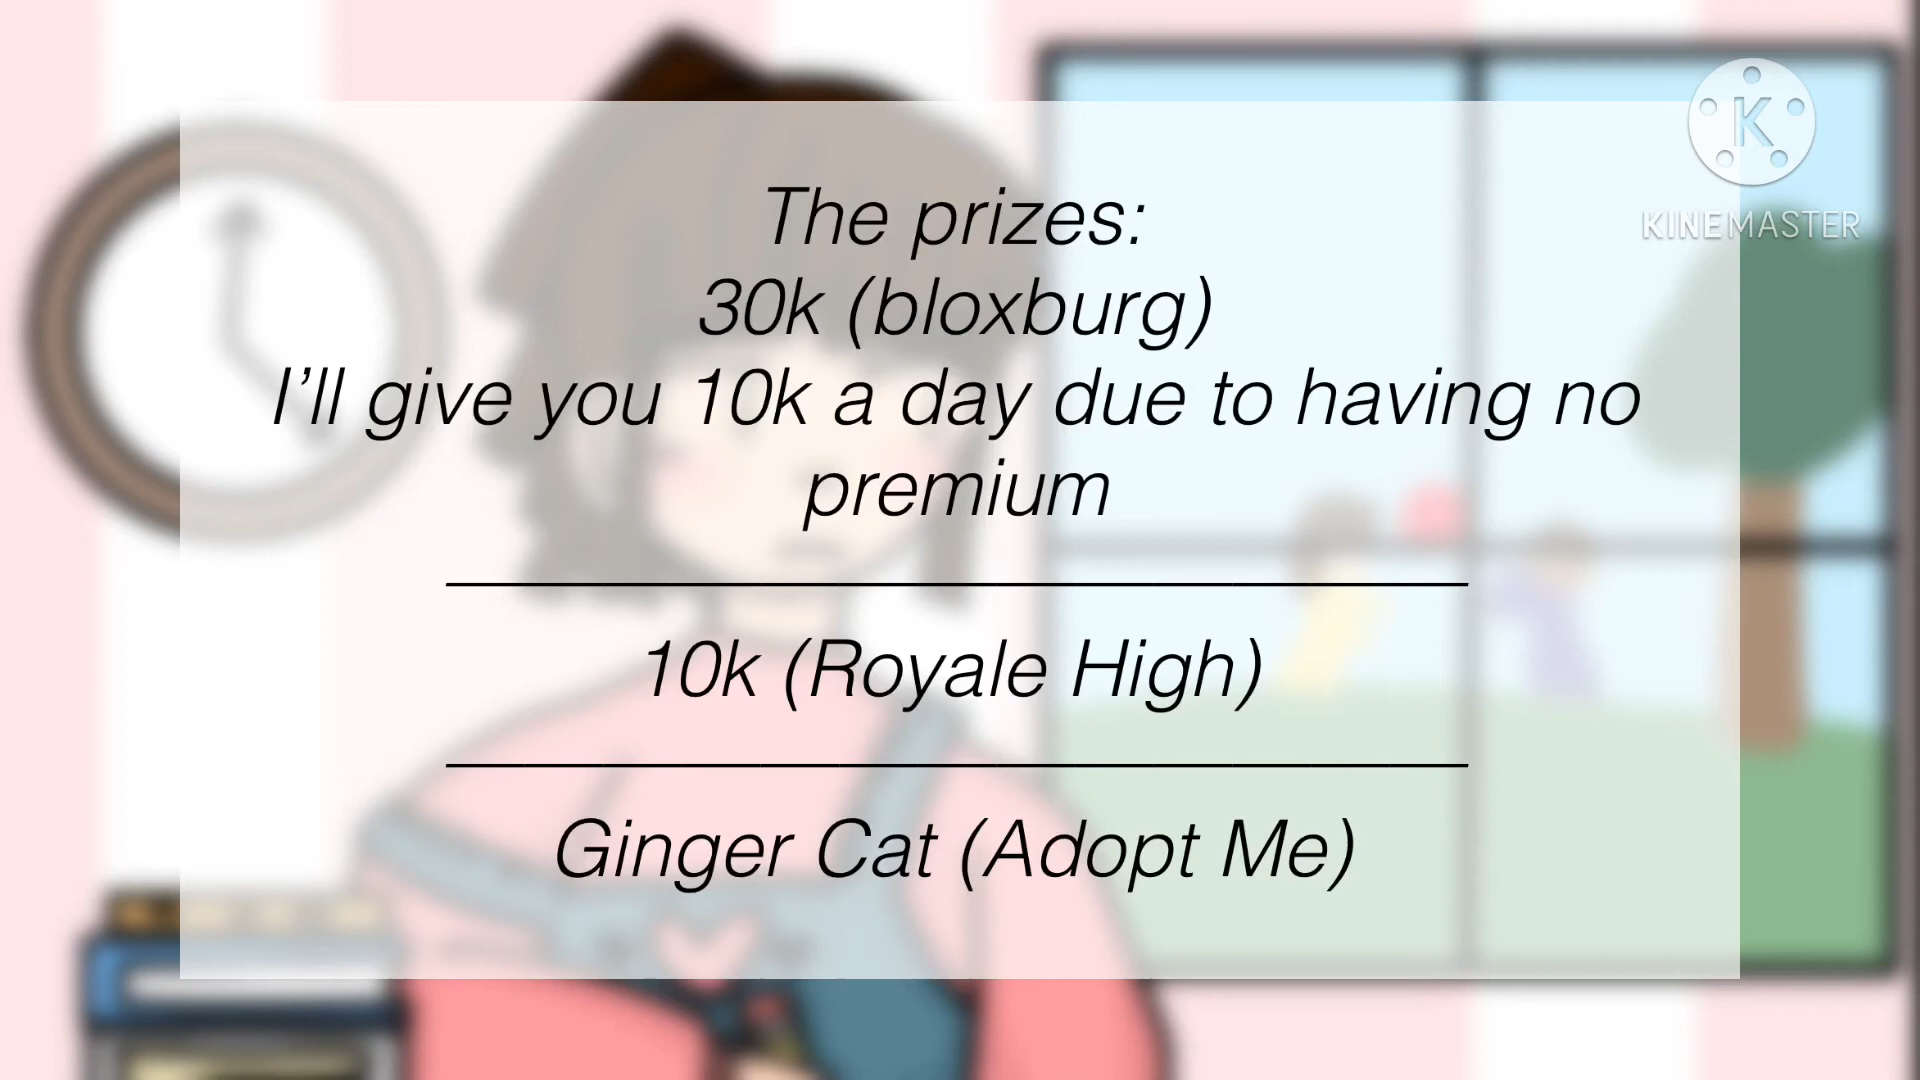 K
KINEMASTER
The prizes:
30k (bloxburg)
I'll give you 10k a day due to having no
premium
10k (Royale High)
Ginger Cat (Adopt Me)